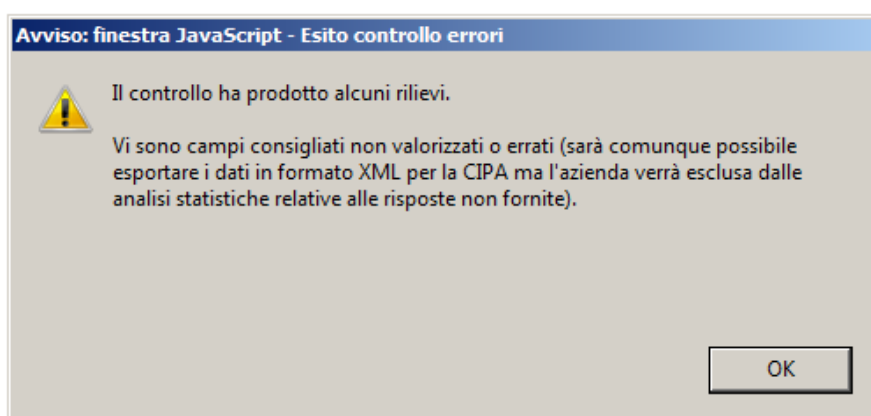 Avviso: finestra JavaScript - Esito controllo errori
Il controllo ha prodotto alcuni rilievi.
Vi sono campi consigliati non valorizzati o errati (sarà comunque possibile
esportare i dati in formato XML per la CIPA ma l'azienda verrà esclusa dalle
analisi statistiche relative alle risposte non fornite).
OK